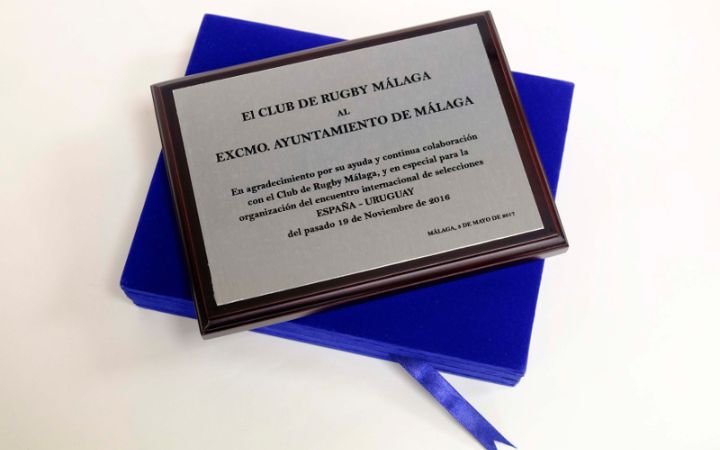 El CLUB DE RUGBY MÁLAGA
AL
EXCMO. AYUNTAMIENTO DE MÁLAGA
En agradecimiento por su ayuda y continua colaboración
con el Club de Rugby Málaga, y en especial para la
organización del encuentro internacional de selecciones
ESPAÑA - URUGUAY
del pasado 19 de Noviembre de 2016
MÁLAGA, 3 DE MAYO DE 2017